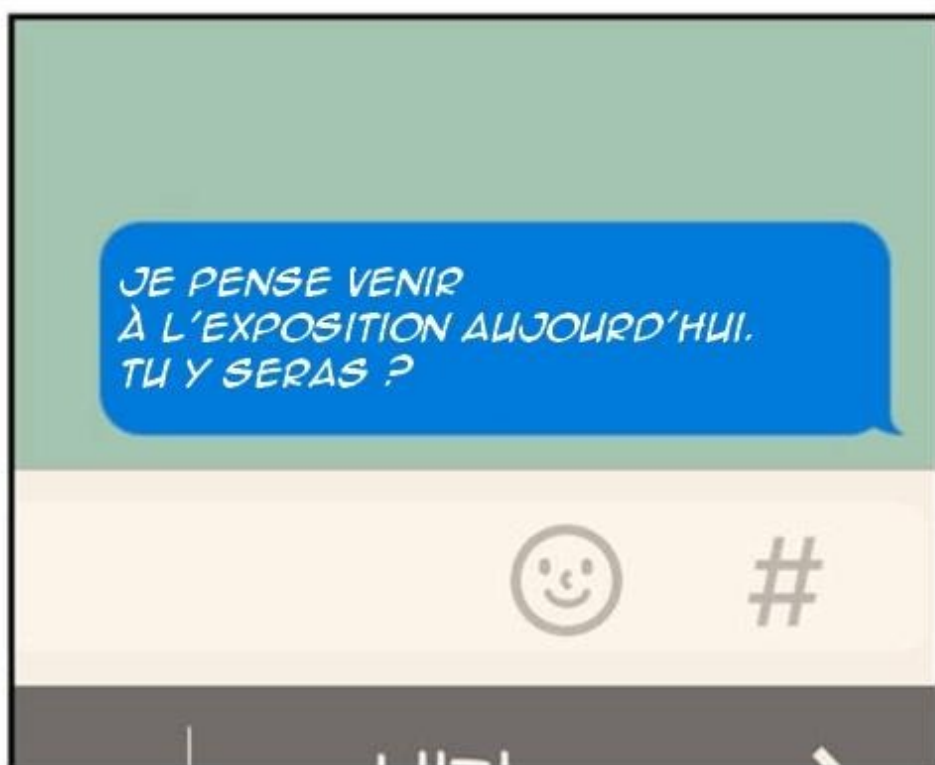 JE PENSE VENIR
À L'EXPOSITION AUJOURD'HUI.
TU Y SERAS ?
#